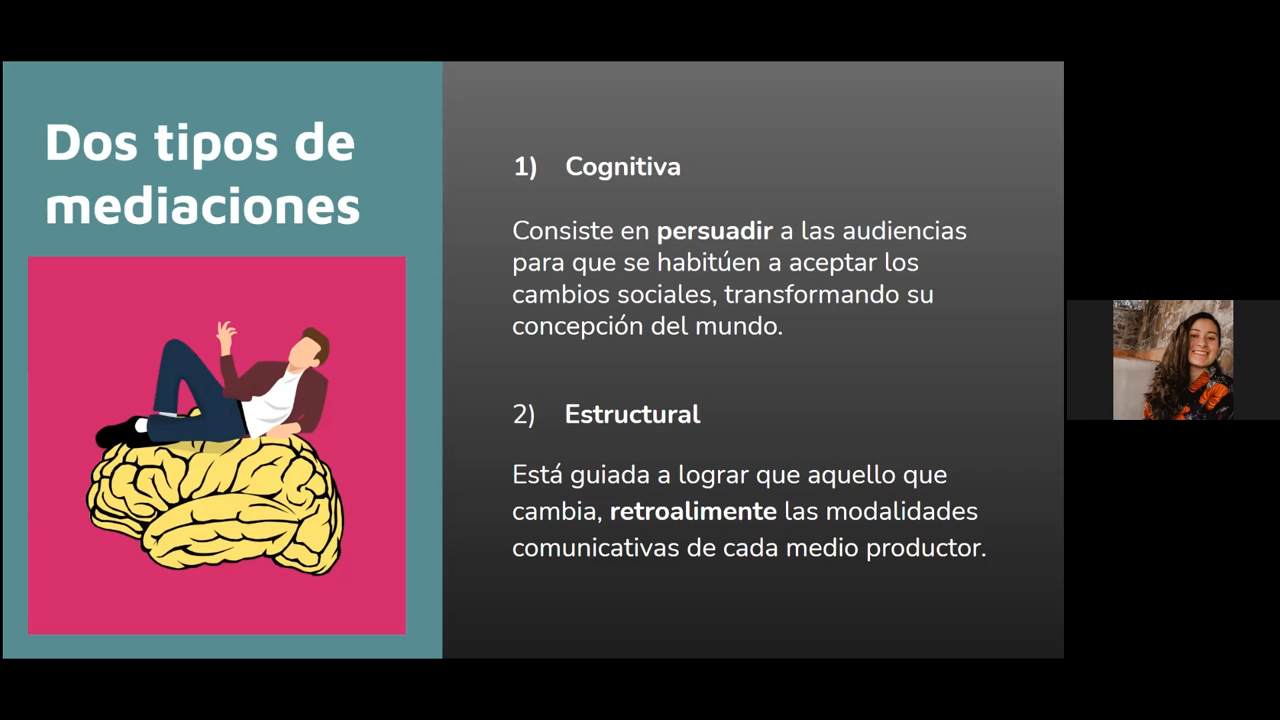 Dos tipos de
mediaciones
1) Cognitiva
Consiste en persuadir a las audiencias
para que se habitúen a aceptar los
cambios sociales, transformando su
concepción del mundo.
2) Estructural
Está guiada a lograr que aquello que
cambia, retroalimente las modalidades
comunicativas de cada medio productor.